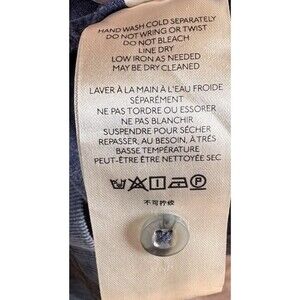 HAND WASH COLD SEPARATELY
DO NOT WRING OR TWIST
DO NOT BLEACH
LINE DRY
LOW IRON AS NEEDED
MAY BE DRY CLEANED
LAVER À LA MAIN À L'EAU FROIDE
SÉPARÉMENT
NE PAS TORDRE OU ESSORER
NE PAS BLANCHIR
SUSPENDRE POUR SÉCHER
REPASSER, AU BESOIN, À TRÈS
BASSE TEMPÉRATURE
PEUT-ÊTRE ÊTRE NETTOYÉE SEC
P
不可拧绞